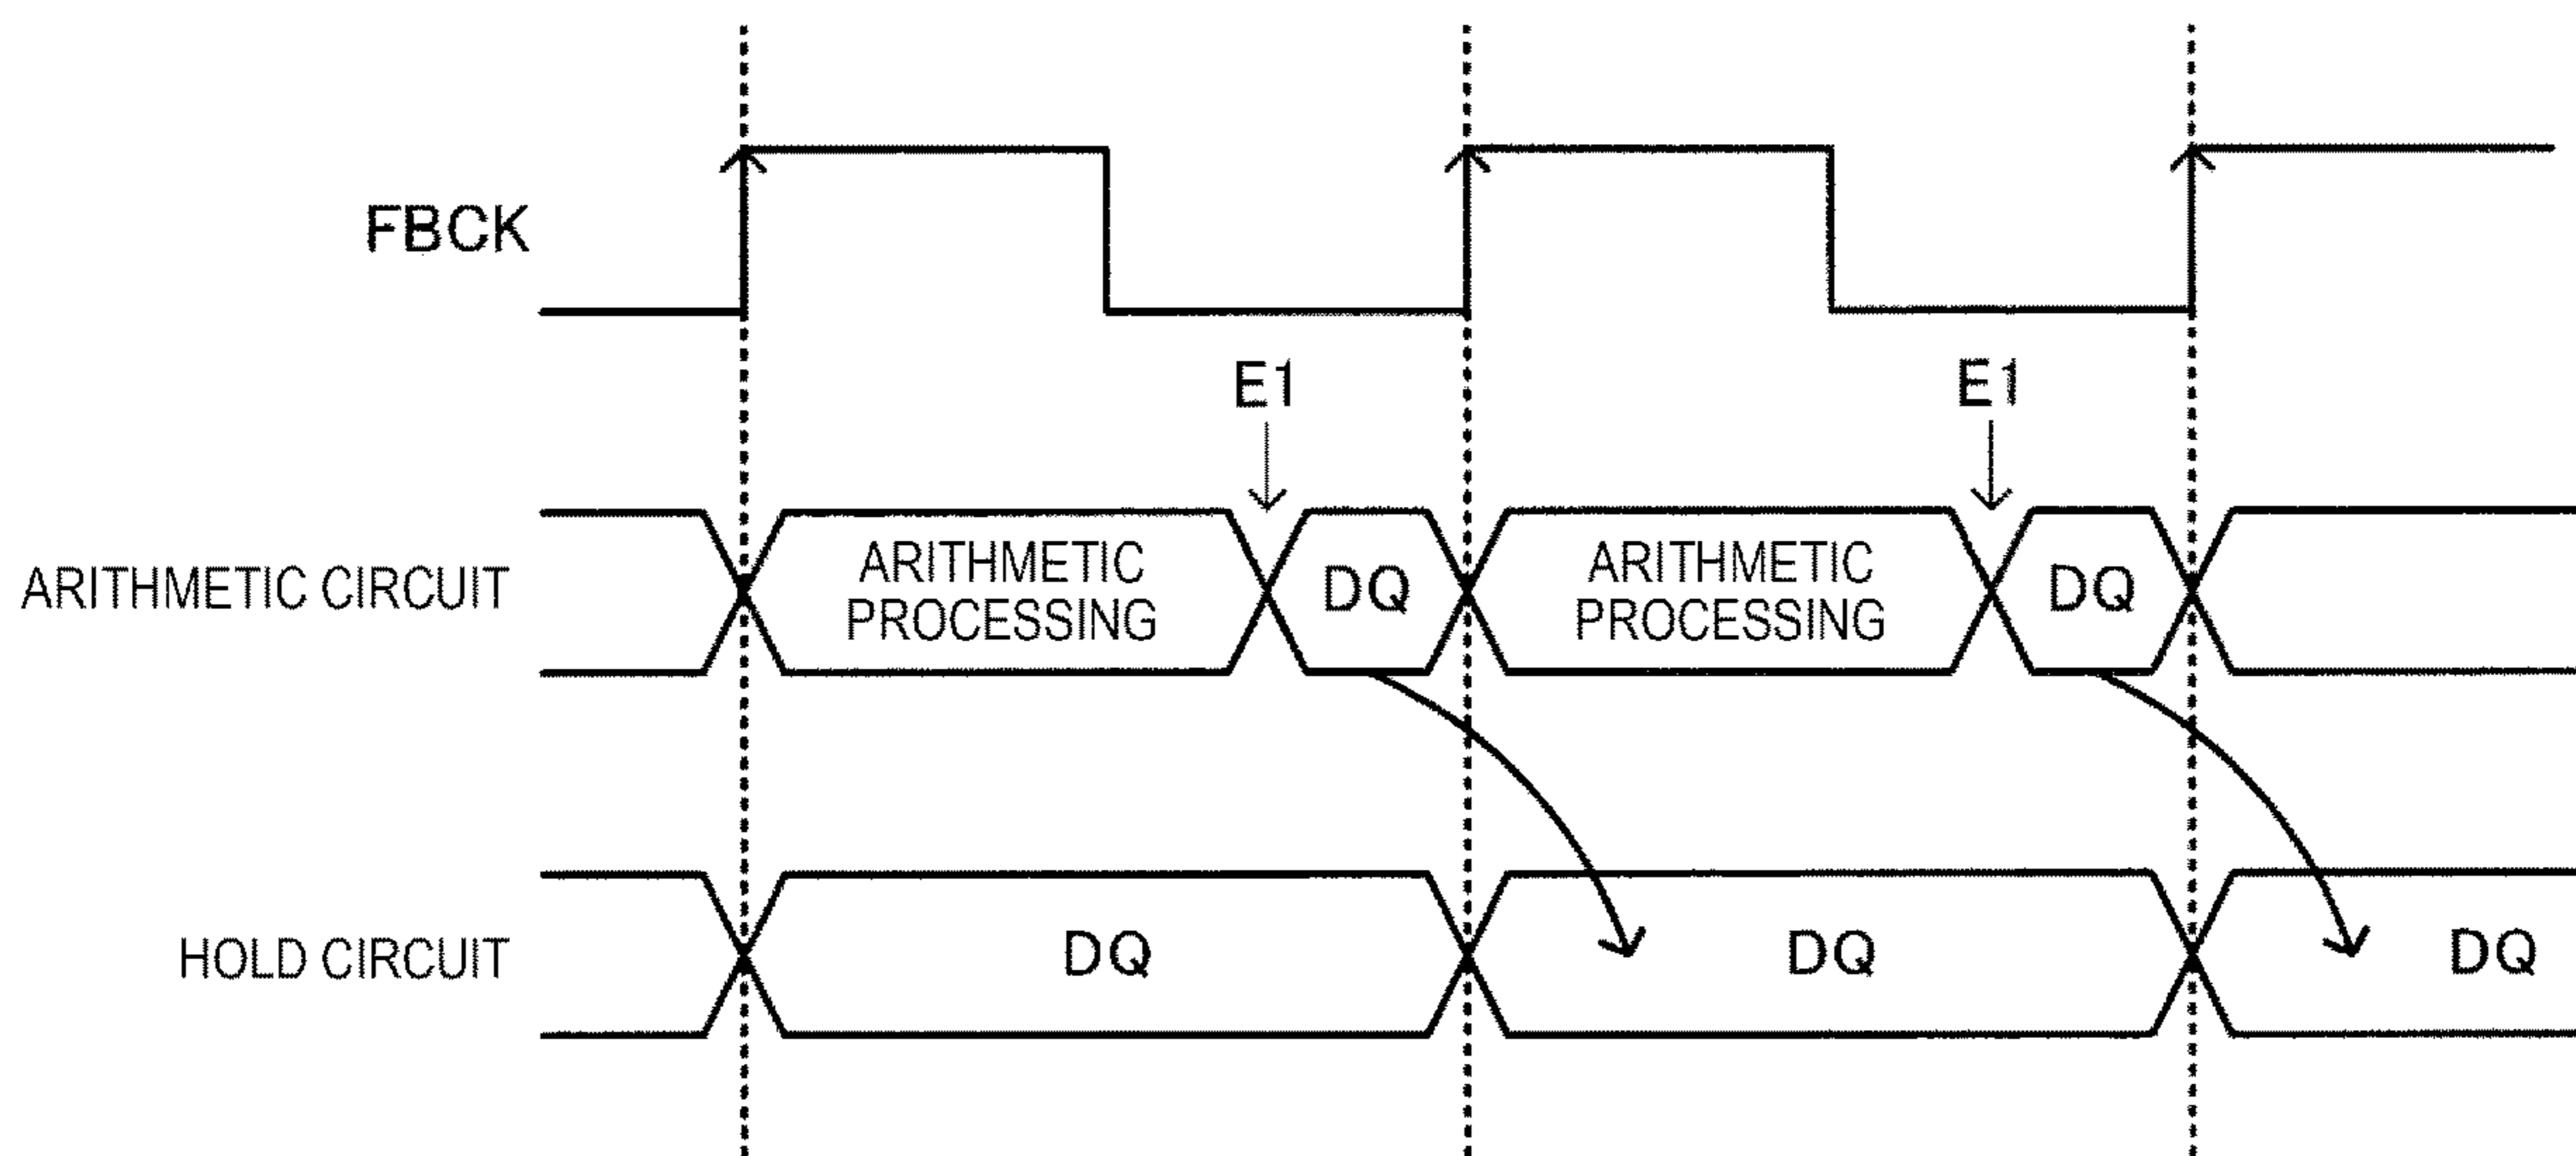 FBCK
E1
E1
ARITHMETIC CIRCUIT
ARITHMETIC
PROCESSING
DQ
ARITHMETIC
PROCESSING
DQ
HOLD CIRCUIT
DQ
DQ
DQ